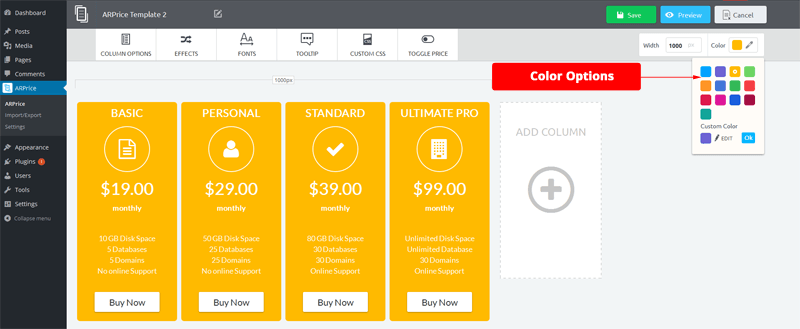 Dashboard
Posts
Media
Pages
Comments
ARPrice
ARPrice
Import/Export
Settings
Appearance
Plugins 1
Users
Tools
Settings
Collapse menu
ARPrice Template 2
Save
Preview
Cancel
COLUMN OPTIONS
EFFECTS
FONTS
TOOLTIP
CUSTOM CSS
TOGGLE PRICE
Width 1000 px
Color
1000px
Color Options
Custom Color
EDIT
Ok
BASIC
$19.00
monthly
10 GB Disk Space
5 Databases
5 Domains
No online Support
Buy Now
PERSONAL
$29.00
monthly
50 GB Disk Space
25 Databases
25 Domains
No online Support
Buy Now
STANDARD
$39.00
monthly
80 GB Disk Space
30 Databases
30 Domains
Online Support
Buy Now
ULTIMATE PRO
$99.00
monthly
Unlimited Disk Space
Unlimited Database
30 Domains
Online Support
Buy Now
ADD COLUMN